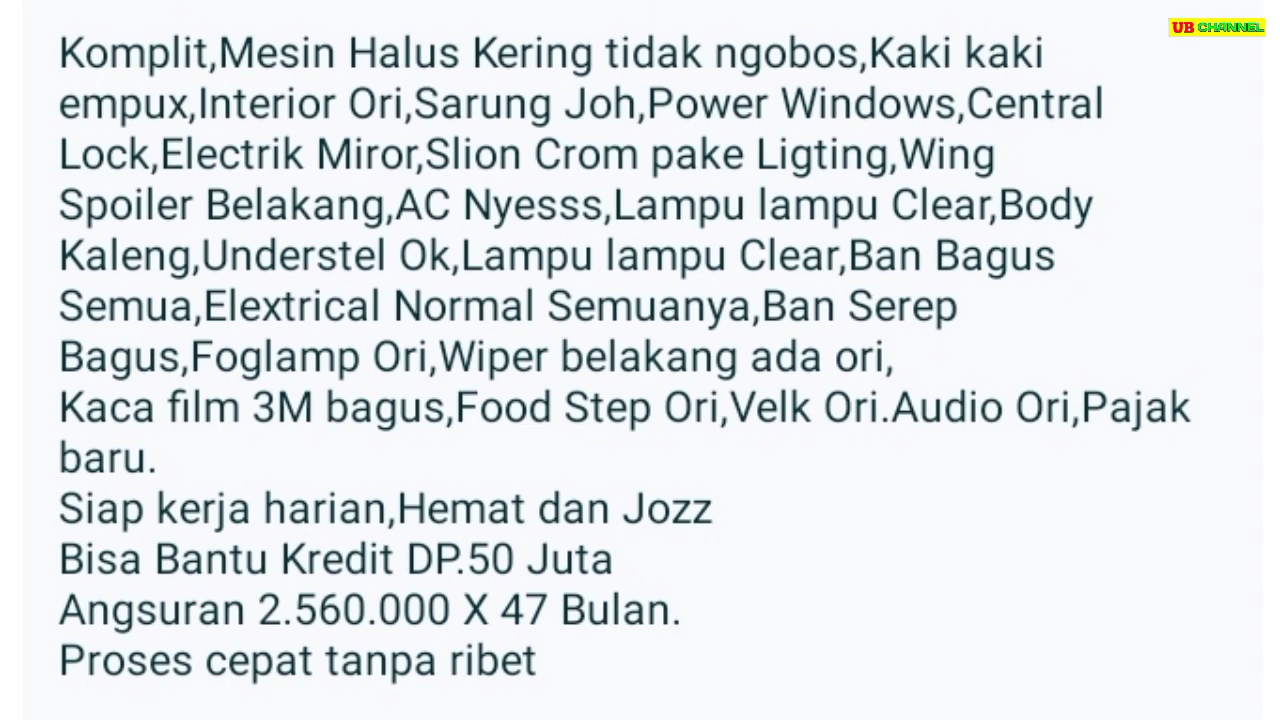 UB CHANNEL
Komplit,Mesin Halus Kering tidak ngobos,Kaki kaki
empux,Interior Ori,Sarung Joh,Power Windows,Central
Lock,Electrik Miror,Slion Crom pake Ligting,Wing
Spoiler Belakang,AC Nyesss,Lampu lampu Clear,Body
Kaleng,Understel Ok,Lampu lampu Clear,Ban Bagus
Semua,Elextrical Normal Semuanya,Ban Serep
Bagus,Foglamp Ori,Wiper belakang ada ori,
Kaca film 3M bagus,Food Step Ori,Velk Ori.Audio Ori,Pajak
baru.
Siap kerja harian,Hemat dan Jozz
Bisa Bantu Kredit DP.50 Juta
Angsuran 2.560.000 X 47 Bulan.
Proses cepat tanpa ribet